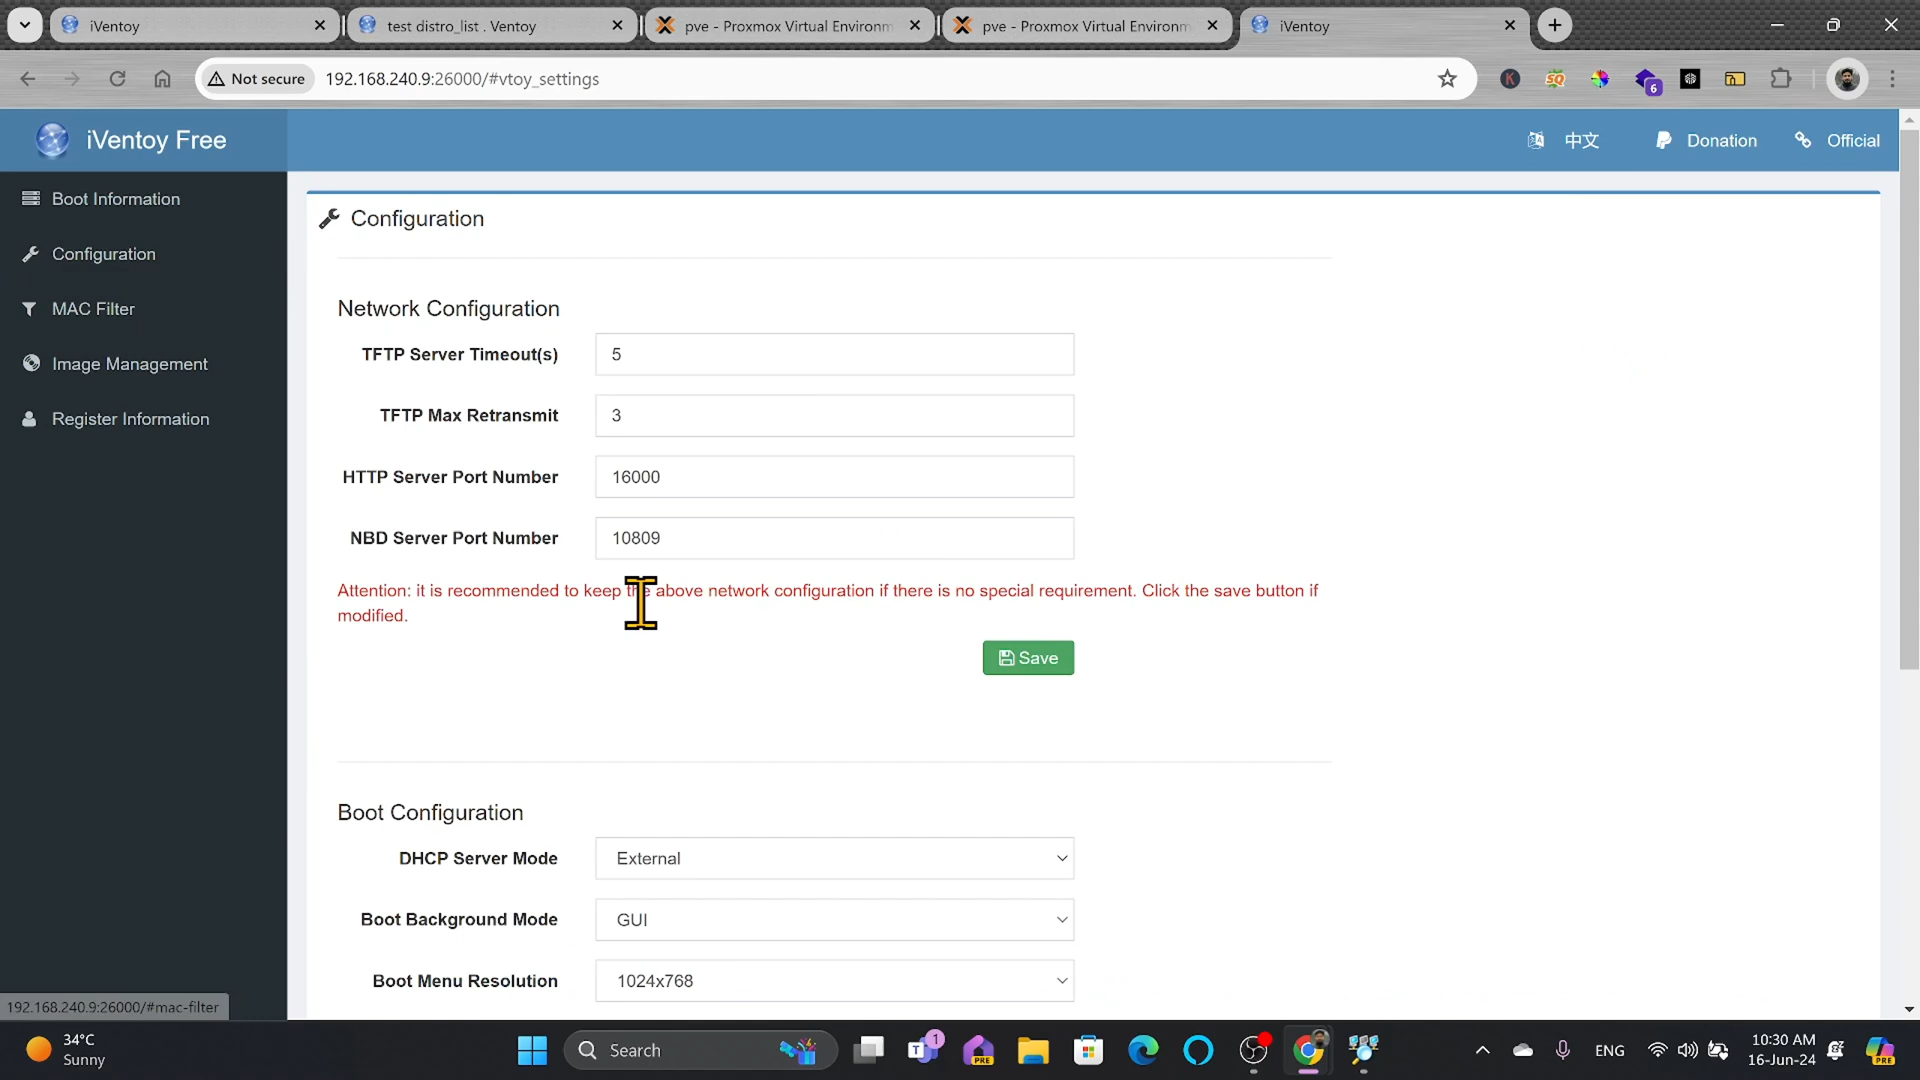 iVentoy
test distro_list . Ventoy
pve - Proxmox Virtual Environm
pve - Proxmox Virtual Environm
iVentoy
Not secure
192.168.240.9:26000/#vtoy_settings
6
iVentoy Free
中文
Donation
Official
Boot Information
Configuration
MAC Filter
Image Management
Register Information
Configuration
Network Configuration
TFTP Server Timeout(s)
5
TFTP Max Retransmit
3
HTTP Server Port Number
16000
NBD Server Port Number
10809
Attention: it is recommended to keep the above network configuration if there is no special requirement. Click the save button if
modified.
Save
Boot Configuration
DHCP Server Mode
External
Boot Background Mode
GUI
Boot Menu Resolution
1024x768
192.168.240.9:26000/#mac-filter
34°C
Sunny
Search
1
PRE
ENG
10:30 AM
16-Jun-24
PRE